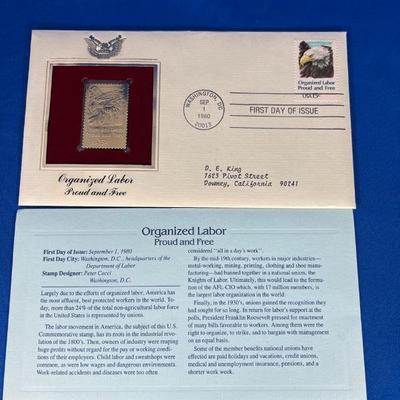 Organized Labor
Proud and Free
USA 15c
WASHINGTON, DC
SEP
1
1980
20013
FIRST DAY OF ISSUE
D. E. King
7623 Pivot Street
Downey, California 90241
Organized Labor
Proud and Free
Organized Labor
Proud and Free
First Day of Issue: September 1, 1980
First Day City: Washington, D.C., headquarters of the
Department of Labor
Stamp Designer: Peter Cocci
Washington, D.C.
Largely due to the efforts of organized labor, America has
the most affluent, best protected workers in the world. To-
day, more than 24% of the total non-agricultural labor force
in the United States is represented by unions.
The labor movement in America, the subject of this U.S.
Commemorative stamp, has its roots in the industrial revo-
lution of the 1800's. Then, owners of industry were reaping
huge profits without regard for the pay or working condi-
tions of their employees. Child labor and sweatshops were
common, as were low wages and dangerous environments.
Work-related accidents and diseases were too often
considered "all in a day's work".
By the mid-19th century, workers in major industries—
metal-working, mining, printing, clothing and shoe manu-
facturing—had banned together in a national union, the
Knights of Labor. Ultimately, this would lead to the forma-
tion of the AFL-CIO which, with 17 million members, is
the largest labor organization in the world.
Finally, in the 1930's, unions gained the recognition they
had sought for so long. In return for labor's support at the
polls, President Franklin Roosevelt pressed for enactment
of many bills favorable to workers. Among them were the
right to organize, to strike, and to bargain with management
on an equal basis.
Some of the member benefits national unions have
effected are paid holidays and vacations, credit unions,
medical and unemployment insurance, pensions, and a
shorter work week.